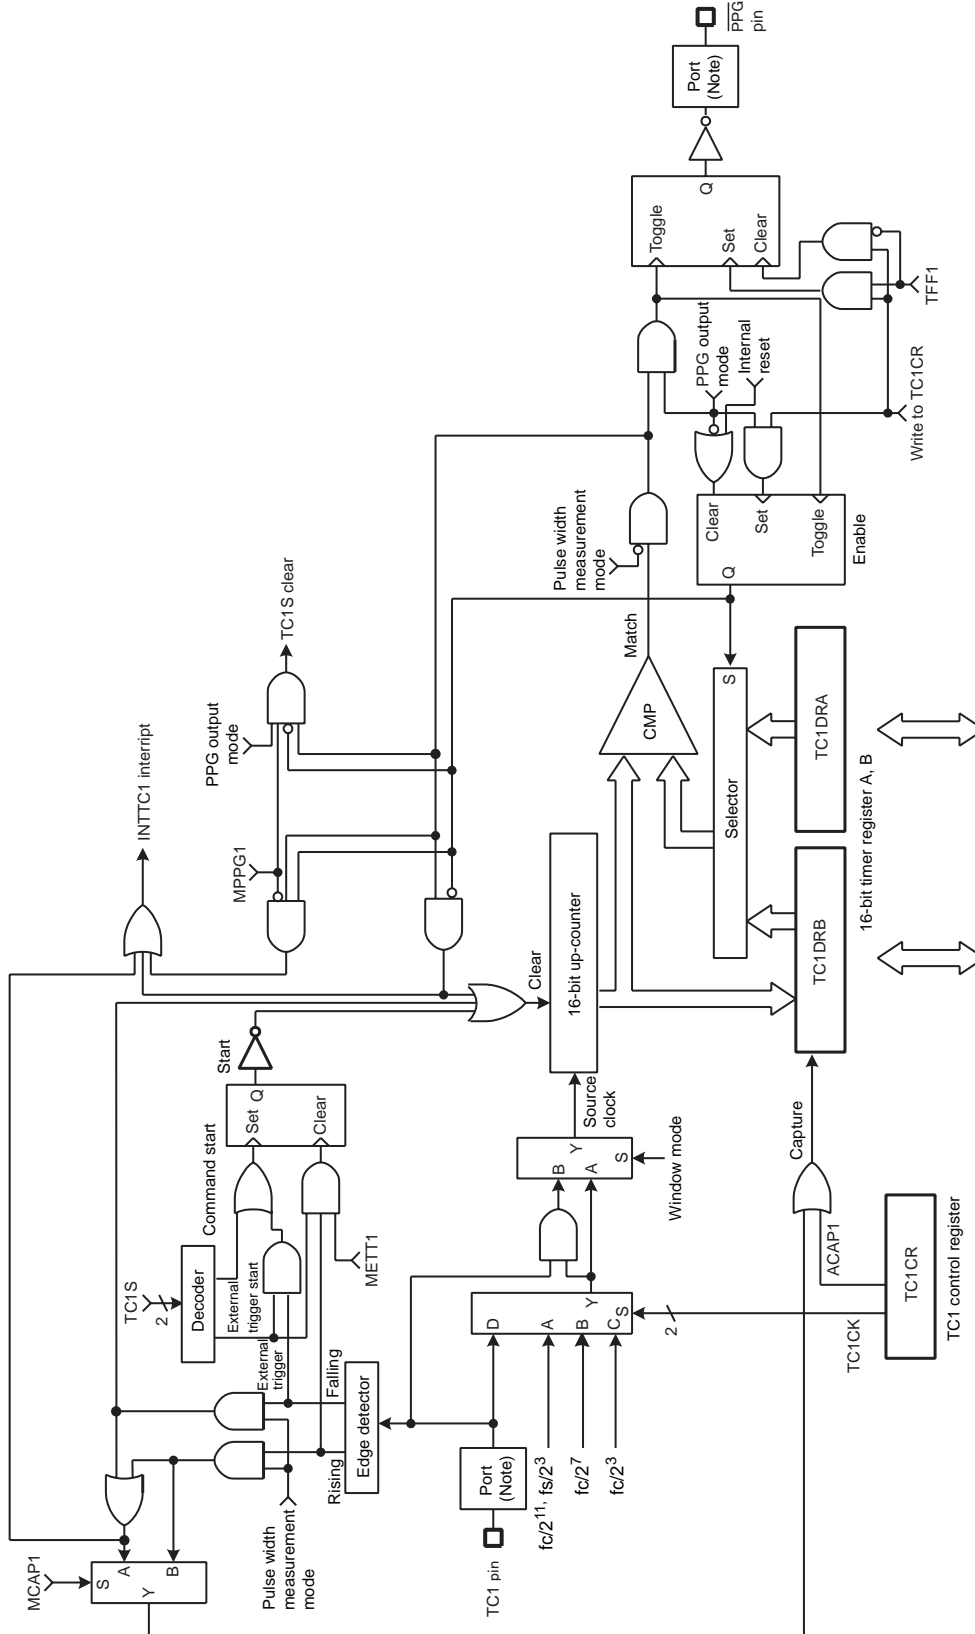 MCAP1
S
A
B
Y
Pulse width
measurement
mode
Rising
Falling
Edge detector
TC1S
2
Decoder
External
trigger start
External
trigger
Command start
METT1
Set
Q
Clear
Start
INTTC1 interript
MPPG1
PPG output
mode
TC1S clear
TC1 pin
Port
(Note)
fc/2¹¹, fs/2³
fc/2⁷
fc/2³
D
A
B
C
S
Y
2
TC1CK
B
A
Y
S
Window mode
Source
clock
Clear
16-bit up-counter
CMP
Match
Pulse width
measurement
mode
Selector
S
TC1DRB
TC1DRA
16-bit timer register A, B
Capture
ACAP1
TC1CR
TC1 control register
Q
Clear
Set
Toggle
Enable
PPG output
mode
Internal
reset
Write to TC1CR
TFF1
Toggle
Set
Clear
Q
Port
(Note)
PPG
pin